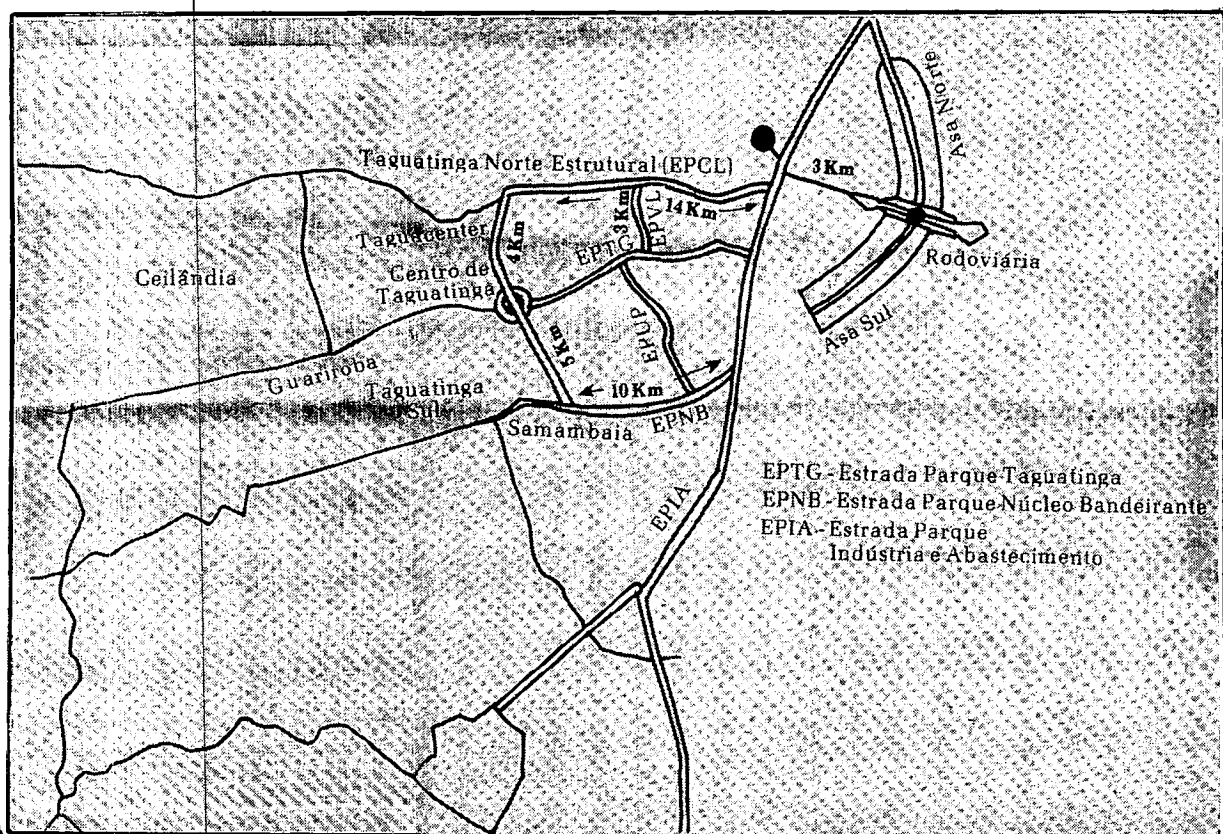 Asa Norte
Taguatinga Norte Estrutural (EPCL)
3 Km
3 Km
EPVL
14 Km
Taguacenter
4 Km
EPTG
Ceilândia
Centro de
Taguatinga
Rodoviária
Asa Sul
5 Km
EPUP
Guariroba
10 Km
Taguatinga
Sul
Samambaia
EPNB
EPIA
EPTG - Estrada Parque Taguatinga
EPNB - Estrada Parque Núcleo Bandeirante
EPIA - Estrada Parque
Indústria e Abastecimento